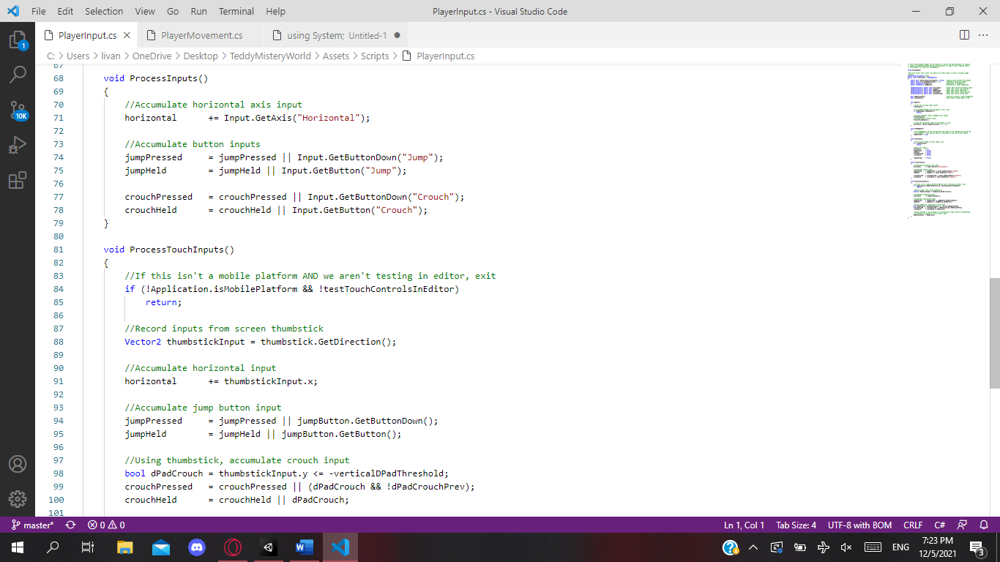 File Edit Selection View Go Run Terminal Help PlayerInput.cs - Visual Studio Code
PlayerInput.cs PlayerMovement.cs using System; Untitled-1
C: > Users > livan > OneDrive > Desktop > TeddyMisteryWorld > Assets > Scripts > PlayerInput.cs
67
68 void ProcessInputs()
69 {
70 //Accumulate horizontal axis input
71 horizontal += Input.GetAxis("Horizontal");
72
73 //Accumulate button inputs
74 jumpPressed = jumpPressed || Input.GetButtonDown("Jump");
75 jumpHeld = jumpHeld || Input.GetButton("Jump");
76
77 crouchPressed = crouchPressed || Input.GetButtonDown("Crouch");
78 crouchHeld = crouchHeld || Input.GetButton("Crouch");
79 }
80
81 void ProcessTouchInputs()
82 {
83 //If this isn't a mobile platform AND we aren't testing in editor, exit
84 if (!Application.isMobilePlatform && !testTouchControlsInEditor)
85 return;
86
87 //Record inputs from screen thumbstick
88 Vector2 thumbstickInput = thumbstick.GetDirection();
89
90 //Accumulate horizontal input
91 horizontal += thumbstickInput.x;
92
93 //Accumulate jump button input
94 jumpPressed = jumpPressed || jumpButton.GetButtonDown();
95 jumpHeld = jumpHeld || jumpButton.GetButton();
96
97 //Using thumbstick, accumulate crouch input
98 bool dPadCrouch = thumbstickInput.y <= -verticalDPadThreshold;
99 crouchPressed = crouchPressed || (dPadCrouch && !dPadCrouchPrev);
100 crouchHeld = crouchHeld || dPadCrouch;
101
1
10K
master* 0 0 Ln 1, Col 1 Tab Size: 4 UTF-8 with BOM CRLF C#
ENG 7:23 PM
12/5/2021 3